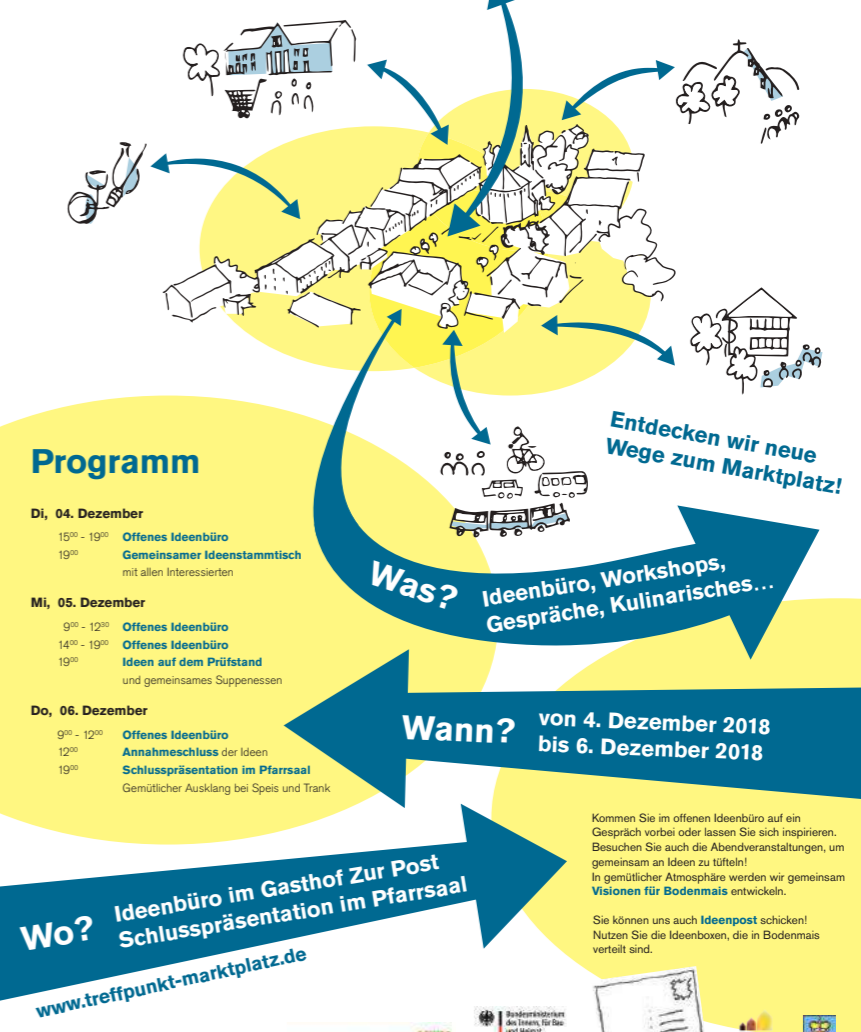 Entdecken wir neue
Wege zum Marktplatz!
Programm
Di, 04. Dezember
15⁰⁰ - 19⁰⁰ Offenes Ideenbüro
19⁰⁰ Gemeinsamer Ideenstammtisch
mit allen Interessierten
Mi, 05. Dezember
9⁰⁰ - 12³⁰ Offenes Ideenbüro
14⁰⁰ - 19⁰⁰ Offenes Ideenbüro
19⁰⁰ Ideen auf dem Prüfstand
und gemeinsames Suppenessen
Do, 06. Dezember
9⁰⁰ - 12⁰⁰ Offenes Ideenbüro
12⁰⁰ Annahmeschluss der Ideen
19⁰⁰ Schlusspräsentation im Pfarrsaal
Gemütlicher Ausklang bei Speis und Trank
Was? Ideenbüro, Workshops,
Gespräche, Kulinarisches...
Wann? von 4. Dezember 2018
bis 6. Dezember 2018
Wo? Ideenbüro im Gasthof Zur Post
Schlusspräsentation im Pfarrsaal
www.treffpunkt-marktplatz.de
Kommen Sie im offenen Ideenbüro auf ein
Gespräch vorbei oder lassen Sie sich inspirieren.
Besuchen Sie auch die Abendveranstaltungen, um
gemeinsam an Ideen zu tüfteln!
In gemütlicher Atmosphäre werden wir gemeinsam
Visionen für Bodenmais entwickeln.
Sie können uns auch Ideenpost schicken!
Nutzen Sie die Ideenboxen, die in Bodenmais
verteilt sind.
Bundesministerium
des Innern, für Bau
und Heimat